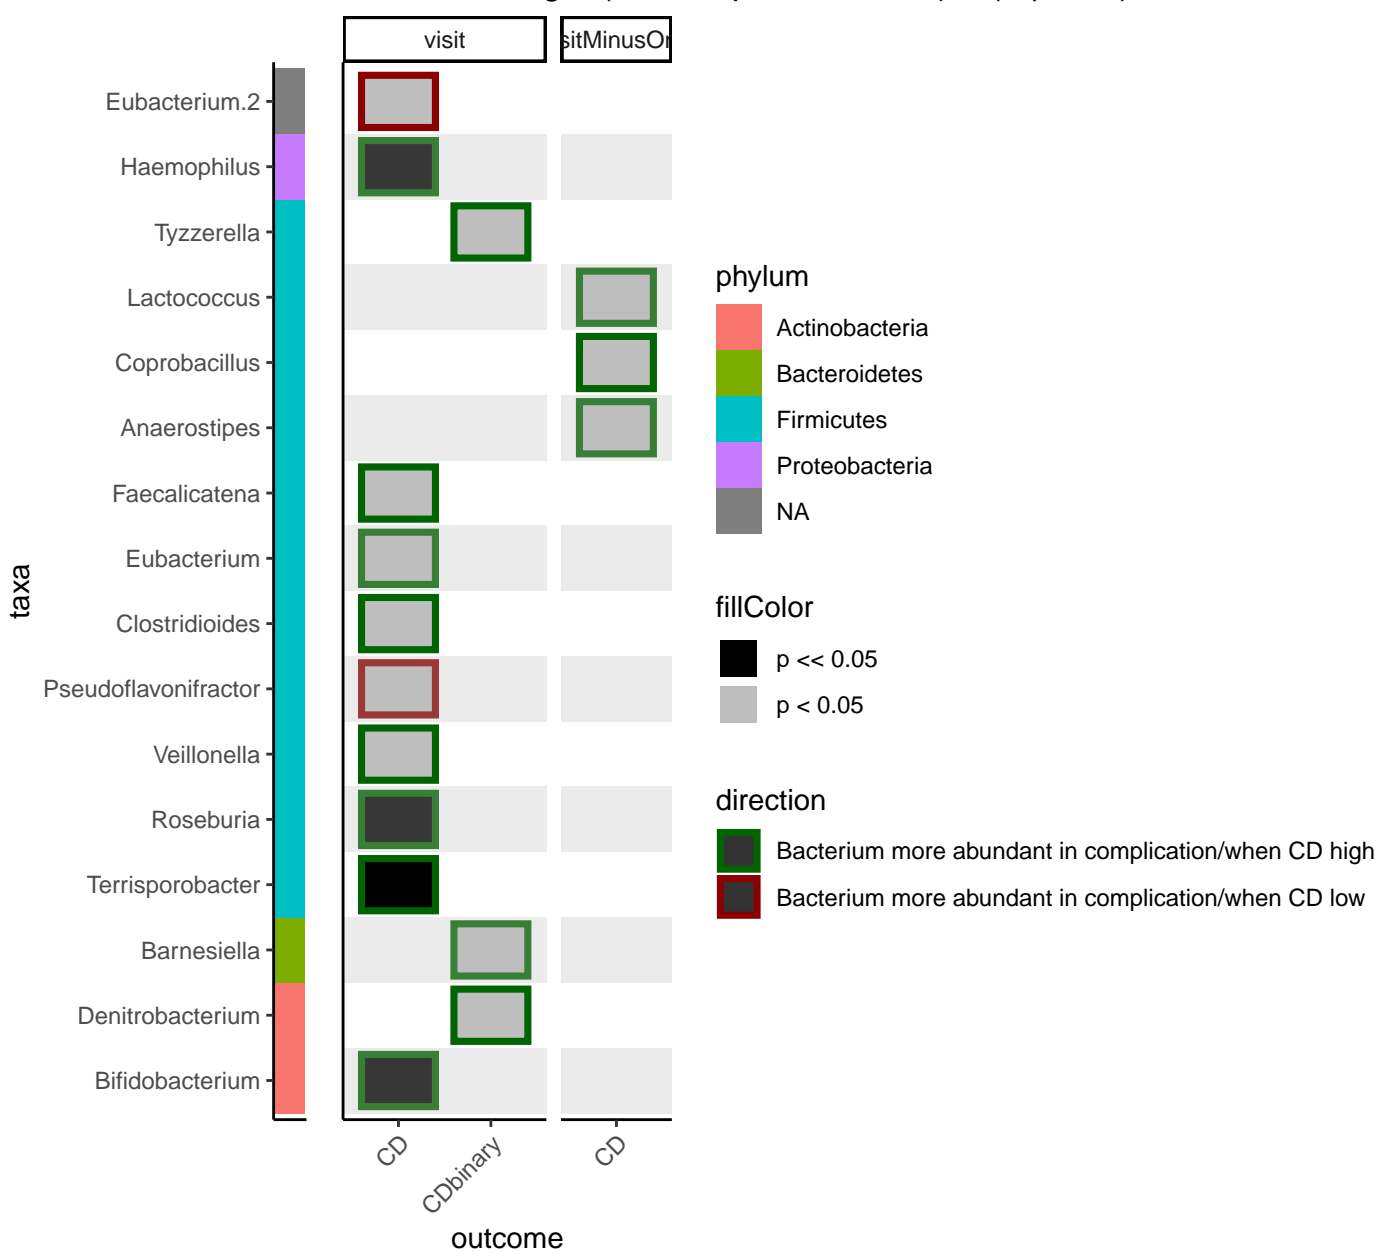 visit
sitMinusOn
Eubacterium.2
Haemophilus
Tyzzerella
Lactococcus
Coprobacillus
Anaerostipes
Faecalicatena
Eubacterium
Clostridioides
Pseudoflavonifractor
Veillonella
Roseburia
Terrisporobacter
Barnesiella
Denitrobacterium
Bifidobacterium
taxa
CD
CDbinary
CD
outcome
phylum
Actinobacteria
Bacteroidetes
Firmicutes
Proteobacteria
NA
fillColor
p << 0.05
p < 0.05
direction
Bacterium more abundant in complication/when CD high
Bacterium more abundant in complication/when CD low